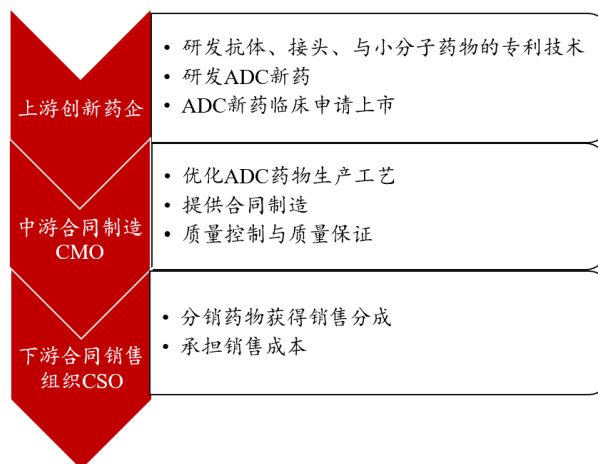 上游创新药企
• 研发抗体、接头、与小分子药物的专利技术
• 研发ADC新药
• ADC新药临床申请上市
中游合同制造
CMO
• 优化ADC药物生产工艺
• 提供合同制造
• 质量控制与质量保证
下游合同销售
组织CSO
• 分销药物获得销售分成
• 承担销售成本